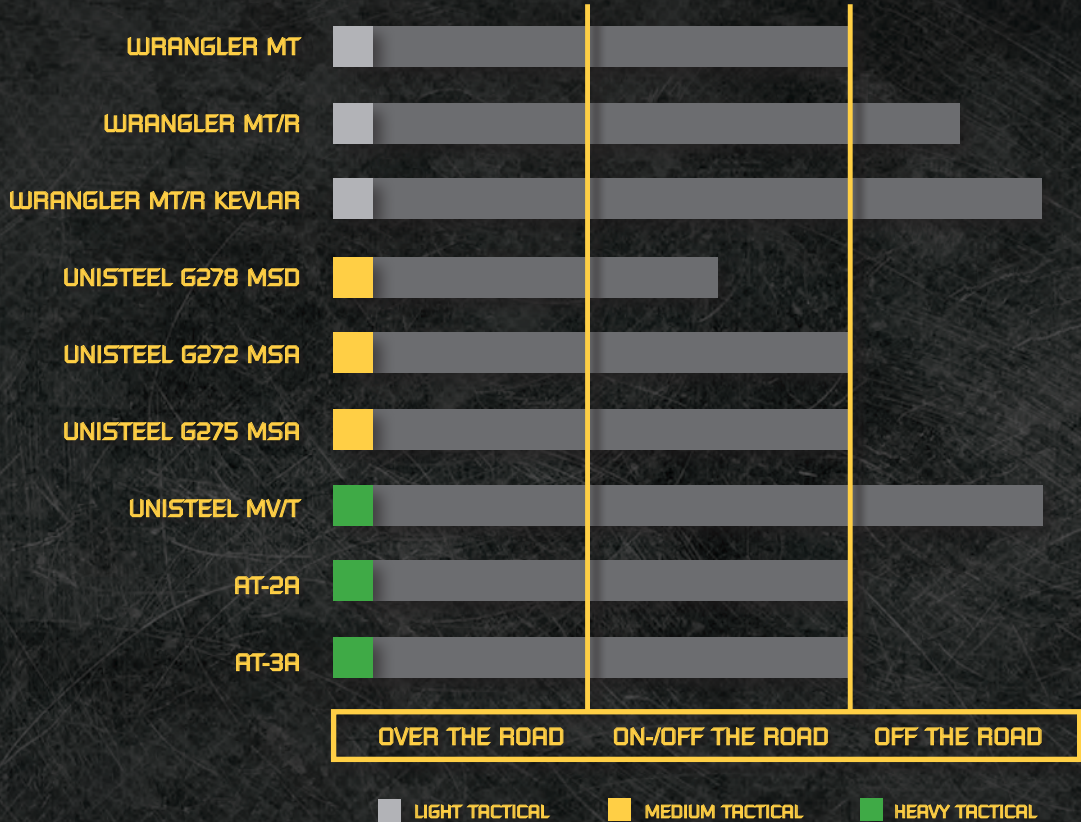 WRANGLER MT
WRANGLER MT/R
WRANGLER MT/R KEVLAR
UNISTEEL G278 MSD
UNISTEEL G272 MSA
UNISTEEL G275 MSA
UNISTEEL MV/T
AT-2A
AT-3A
OVER THE ROAD ON-/OFF THE ROAD OFF THE ROAD
LIGHT TACTICAL MEDIUM TACTICAL HEAVY TACTICAL